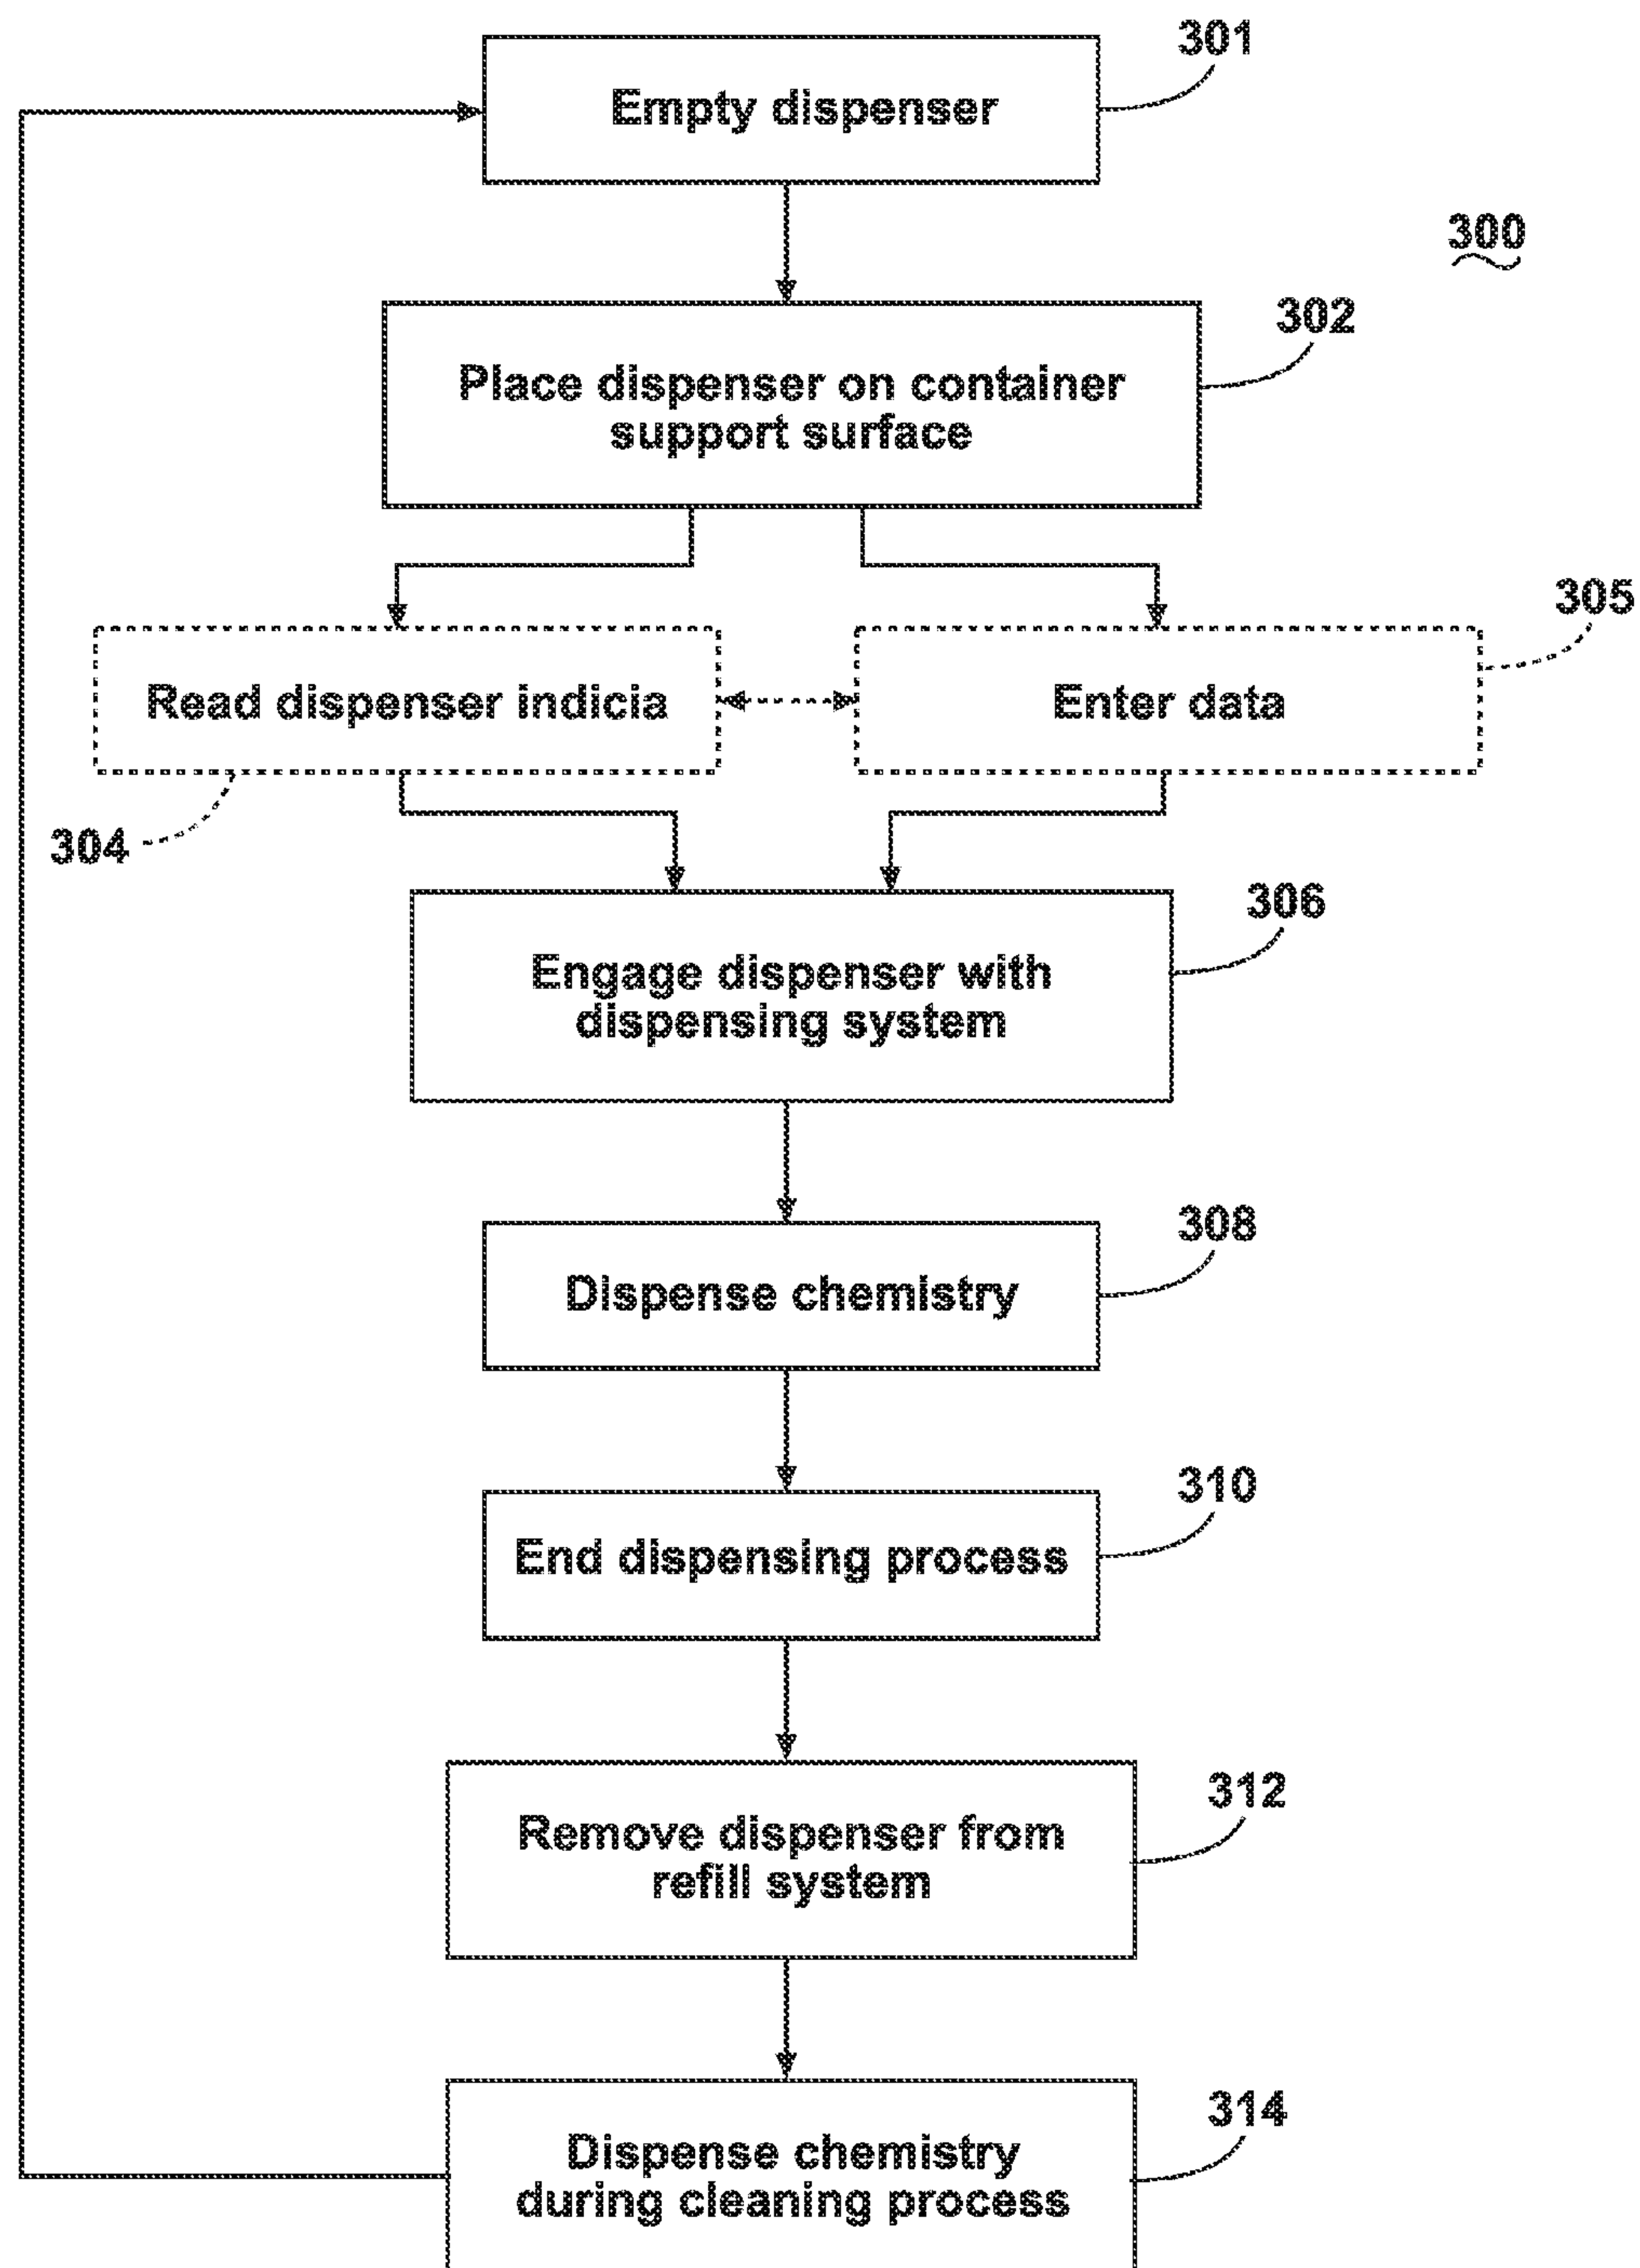 301
Empty dispenser
300
302
Place dispenser on container
support surface
305
Read dispenser indicia
Enter data
304
306
Engage dispenser with
dispensing system
308
Dispense chemistry
310
End dispensing process
312
Remove dispenser from
refill system
314
Dispense chemistry
during cleaning process